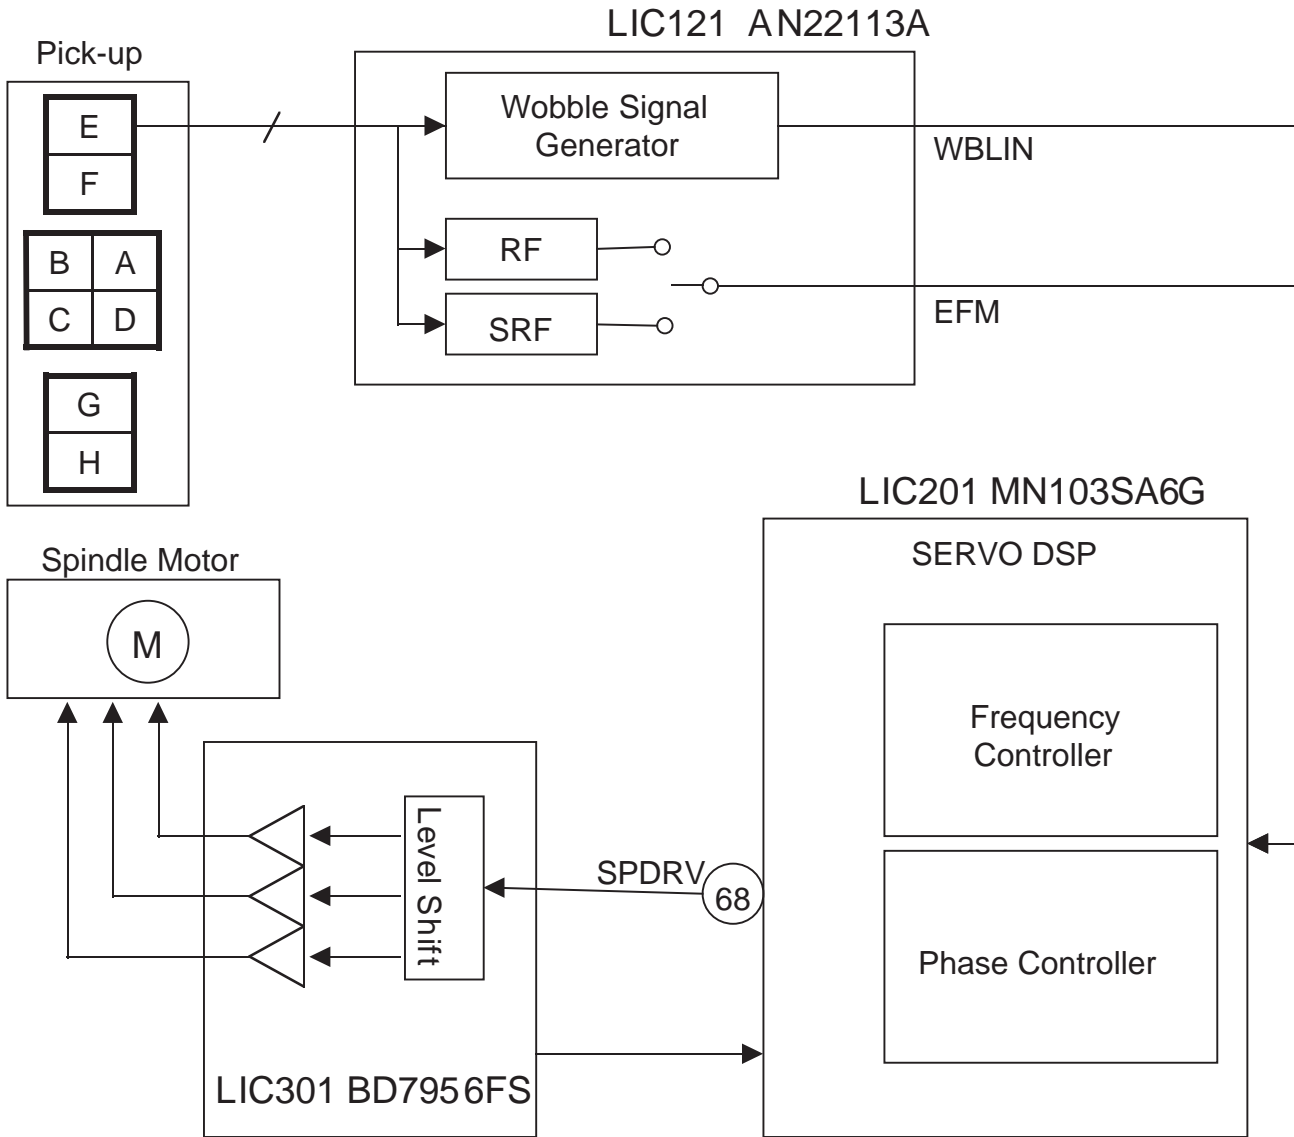 LIC121 AN22113A
Pick-up
E
F
B A
C D
G
H
Wobble Signal
Generator
WBLIN
RF
SRF
EFM
LIC201 MN103SA6G
SERVO DSP
Spindle Motor
M
Frequency
Controller
Level Shift
SPDRV
68
Phase Controller
LIC301 BD7956FS